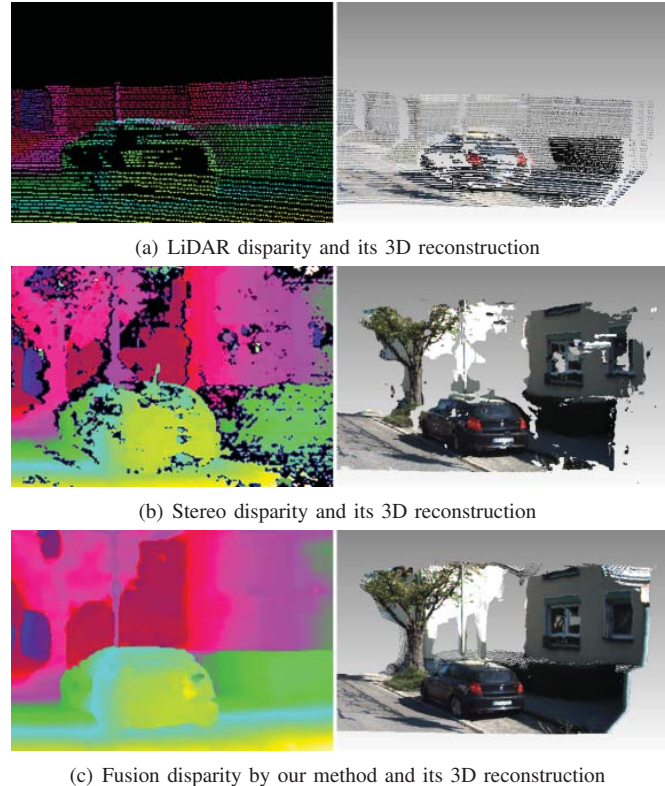 (a) LiDAR disparity and its 3D reconstruction
(b) Stereo disparity and its 3D reconstruction
(c) Fusion disparity by our method and its 3D reconstruction